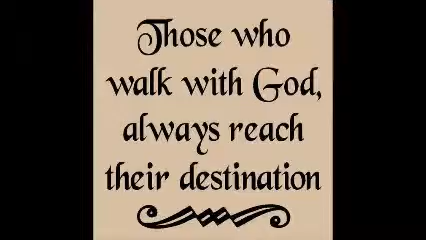 Those who
walk with God,
always reach
their destination